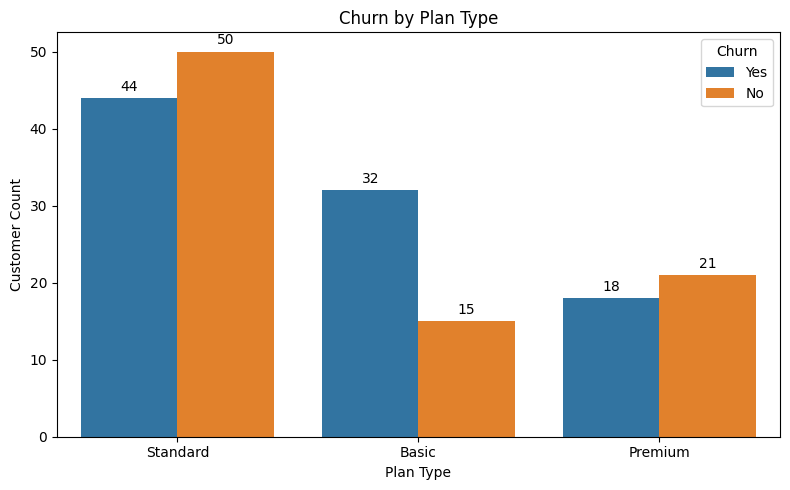 Churn by Plan Type
Churn
Yes
No
Customer Count
50
40
30
20
10
0
44
50
32
15
18
21
Standard
Basic
Premium
Plan Type